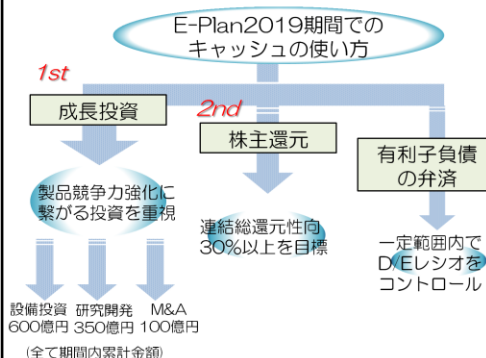 E-Plan2019期間での
キャッシュの使い方
1st
成長投資
2nd
株主還元
有利子負債
の弁済
製品競争力強化に
繋がる投資を重視
連結総還元性向
30%以上を目標
一定範囲内で
D/Eレシオを
コントロール
設備投資 研究開発 M&A
600億円 350億円 100億円
(全て期間内累計金額)